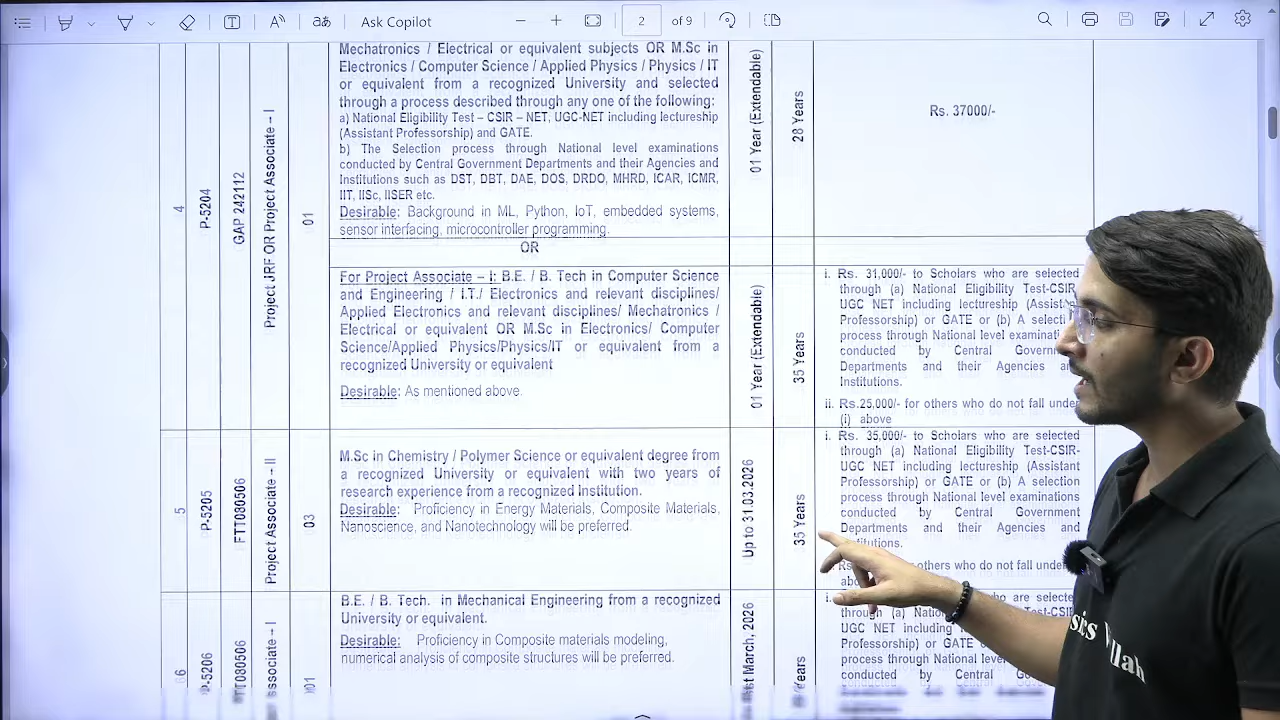 Ask Copilot
of 9
Mechatronics / Electrical or equivalent subjects OR M.Sc in
Electronics / Computer Science / Applied Physics / Physics / IT
or equivalent from a recognized University and selected
through a process described through any one of the following:
a) National Eligibility Test – CSIR – NET, UGC-NET including lectureship
(Assistant Professorship) and GATE.
b) The Selection process through National level examinations
conducted by Central Government Departments and their Agencies and
Institutions such as DST, DBT, DAE, DOS, DRDO, MHRD, ICAR, ICMR,
IIT, IISc, IISER etc.
Desirable: Background in ML, Python, IoT, embedded systems,
sensor interfacing, microcontroller programming.
4
P-5204
GAP 242112
Project JRF OR Project Associate – I
01
01 Year (Extendable)
28 Years
Rs. 37000/-
OR
For Project Associate – I: B.E. / B. Tech in Computer Science
and Engineering / I.T./ Electronics and relevant disciplines/
Applied Electronics and relevant disciplines/ Mechatronics /
Electrical or equivalent OR M.Sc in Electronics/ Computer
Science/Applied Physics/Physics/IT or equivalent from a
recognized University or equivalent
Desirable: As mentioned above.
01 Year (Extendable)
35 Years
i. Rs. 31,000/- to Scholars who are selected
through (a) National Eligibility Test-CSIR,
UGC NET including lectureship
Professorship) or GATE or (b) A
process through National level
conducted by Central
Departments and their Agencies
Institutions.
ii. Rs.25,000/- for others who do not fall under
(i) above
5
P-5205
FTT080506
Project Associate – II
03
M.Sc in Chemistry / Polymer Science or equivalent degree from
a recognized University or equivalent with two years of
research experience from a recognized Institution.
Desirable: Proficiency in Energy Materials, Composite Materials,
Nanoscience, and Nanotechnology will be preferred.
Up to 31.03.2026
35 Years
i. Rs. 35,000/- to Scholars who are selected
through (a) National Eligibility Test-CSIR-
UGC NET including lectureship (Assistant
Professorship) or GATE or (b) A selection
process through National level examinations
conducted by Central Government
Departments and their Agencies and
others who do not fall under
P-5206
B.E. / B. Tech. in Mechanical Engineering from a recognized
University or equivalent.
Desirable: Proficiency in Composite materials modeling,
numerical analysis of composite structures will be preferred.
March, 2026
Years
i.
are selected
through (a)
UGC NET including
Professorship) or GATE
process through National level
conducted by Central